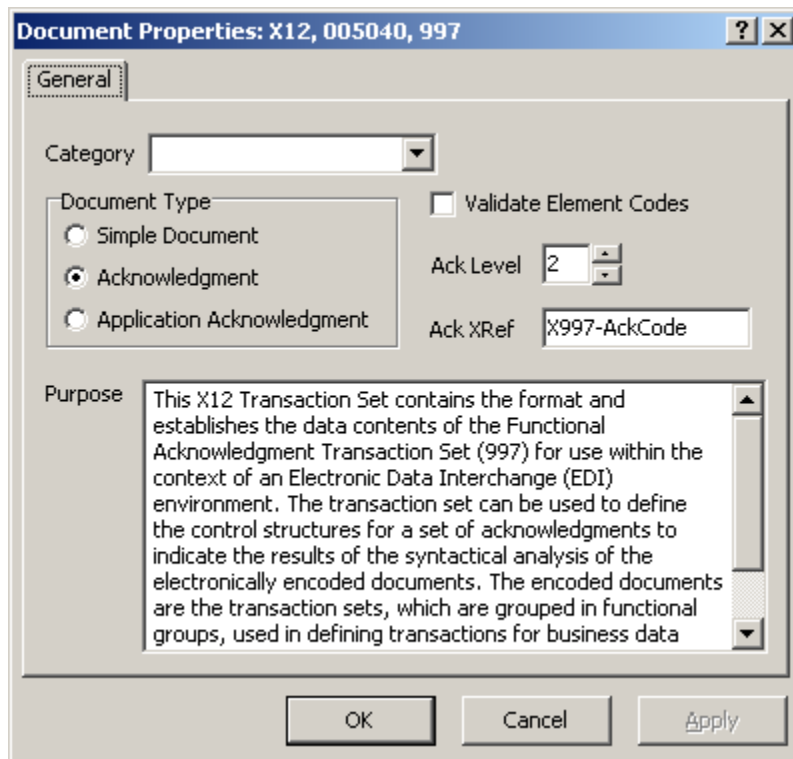 Document Properties: X12, 005040, 997
General
Category
Document Type
Simple Document
Acknowledgment
Application Acknowledgment
Validate Element Codes
Ack Level 2
Ack XRef X997-AckCode
Purpose
This X12 Transaction Set contains the format and
establishes the data contents of the Functional
Acknowledgment Transaction Set (997) for use within the
context of an Electronic Data Interchange (EDI)
environment. The transaction set can be used to define
the control structures for a set of acknowledgments to
indicate the results of the syntactical analysis of the
electronically encoded documents. The encoded documents
are the transaction sets, which are grouped in functional
groups, used in defining transactions for business data
OK Cancel Apply